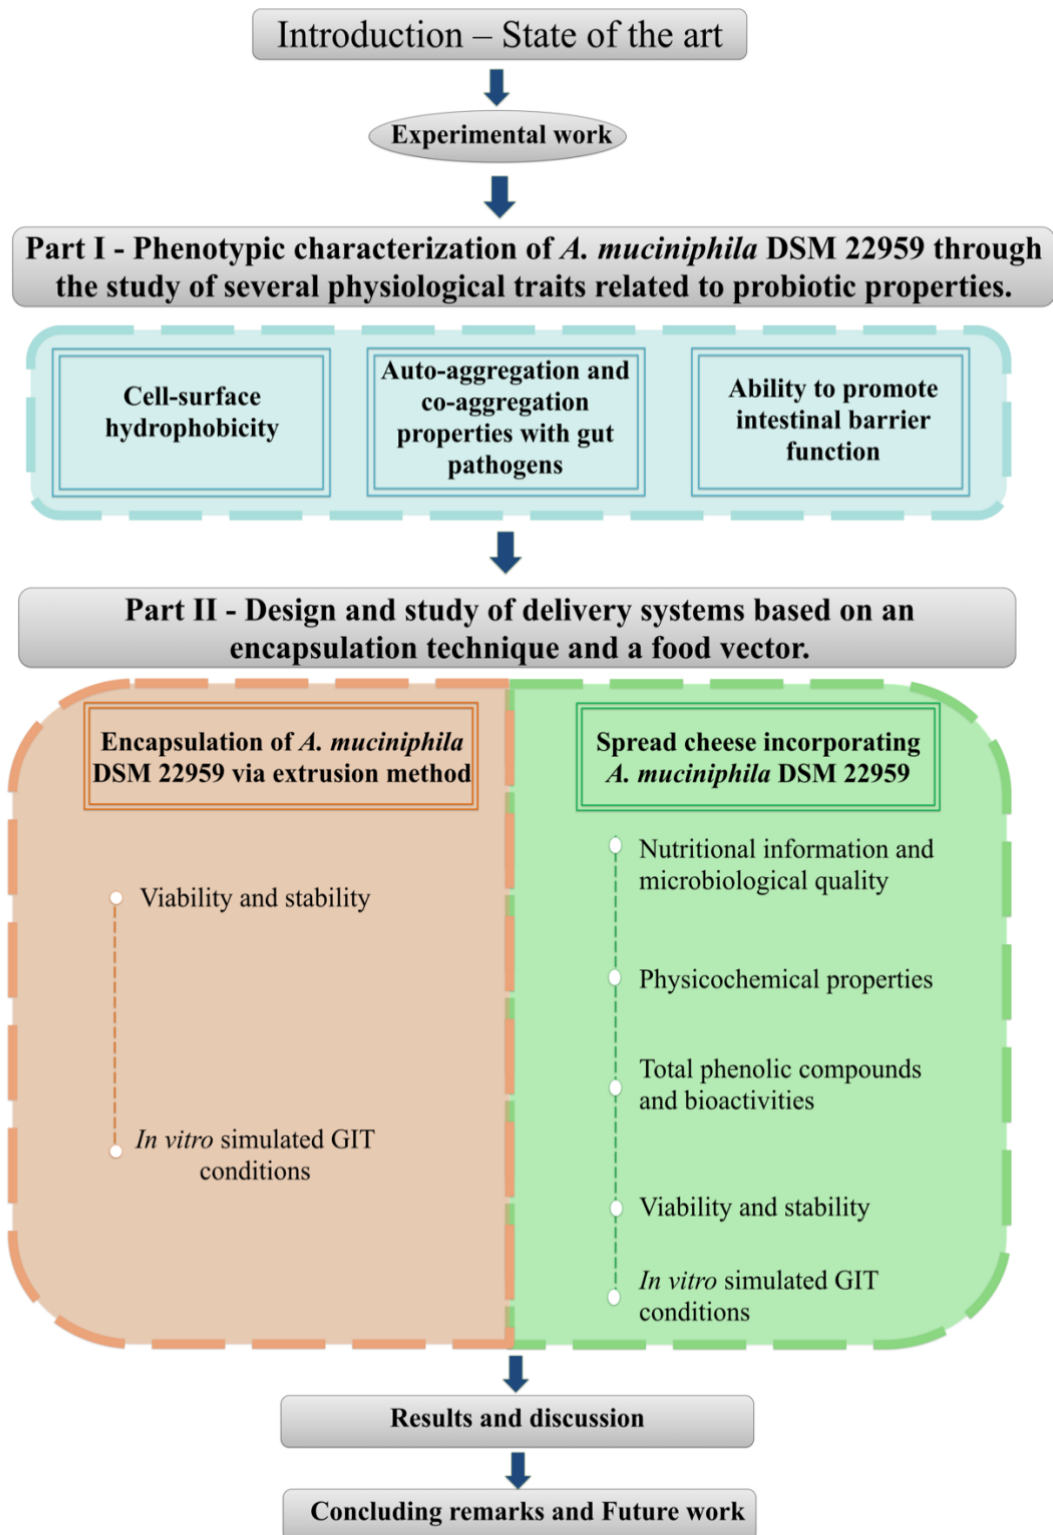 Introduction – State of the art
Experimental work
Part I - Phenotypic characterization of A. muciniphila DSM 22959 through
the study of several physiological traits related to probiotic properties.
Cell-surface
hydrophobicity
Auto-aggregation and
co-aggregation
properties with gut
pathogens
Ability to promote
intestinal barrier
function
Part II - Design and study of delivery systems based on an
encapsulation technique and a food vector.
Encapsulation of A. muciniphila
DSM 22959 via extrusion method
Viability and stability
In vitro simulated GIT
conditions
Spread cheese incorporating
A. muciniphila DSM 22959
Nutritional information and
microbiological quality
Physicochemical properties
Total phenolic compounds
and bioactivities
Viability and stability
In vitro simulated GIT
conditions
Results and discussion
Concluding remarks and Future work